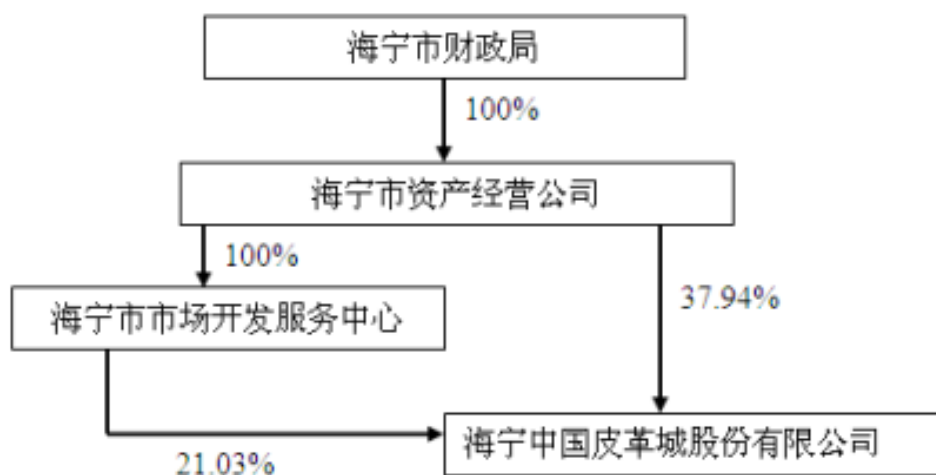 海宁市财政局
100%
海宁市资产经营公司
100%
37.94%
海宁市市场开发服务中心
海宁中国皮革城股份有限公司
21.03%